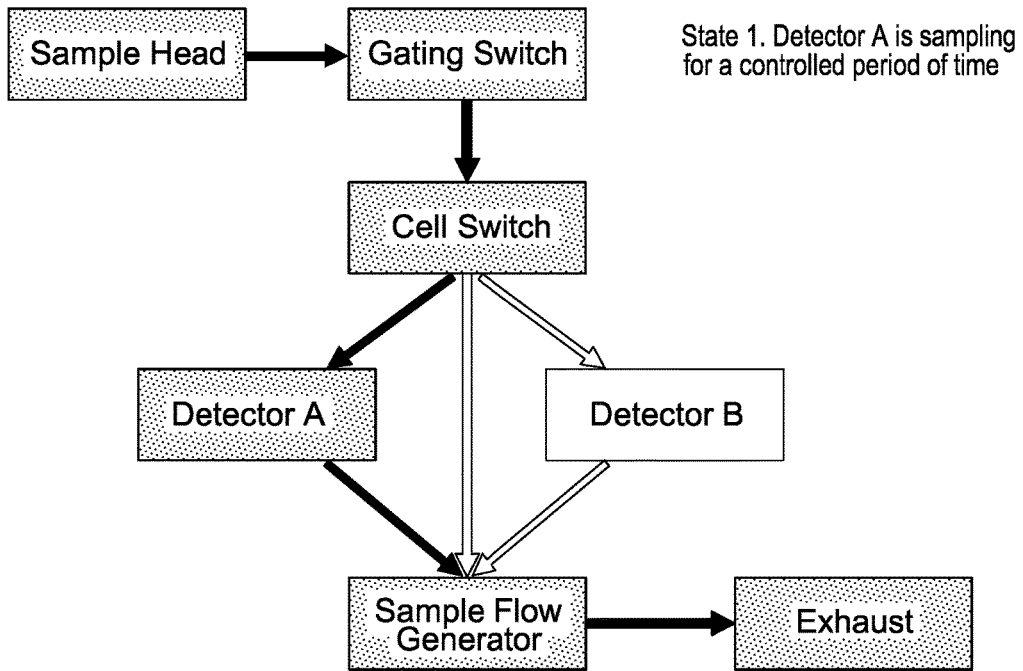 Sample Head
Gating Switch
State 1. Detector A is sampling
for a controlled period of time
Cell Switch
Detector A
Detector B
Sample Flow
Generator
Exhaust